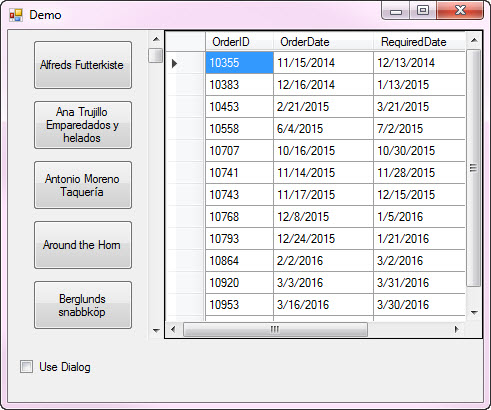 Demo
Alfreds Futterkiste
Ana Trujillo
Emparedados y
helados
Antonio Moreno
Taquería
Around the Horn
Berglunds
snabbköp
OrderID OrderDate RequiredDate
10355 11/15/2014 12/13/2014
10383 12/16/2014 1/13/2015
10453 2/21/2015 3/21/2015
10558 6/4/2015 7/2/2015
10707 10/16/2015 10/30/2015
10741 11/14/2015 11/28/2015
10743 11/17/2015 12/15/2015
10768 12/8/2015 1/5/2016
10793 12/24/2015 1/21/2016
10864 2/2/2016 3/2/2016
10920 3/3/2016 3/31/2016
10953 3/16/2016 3/30/2016
Use Dialog